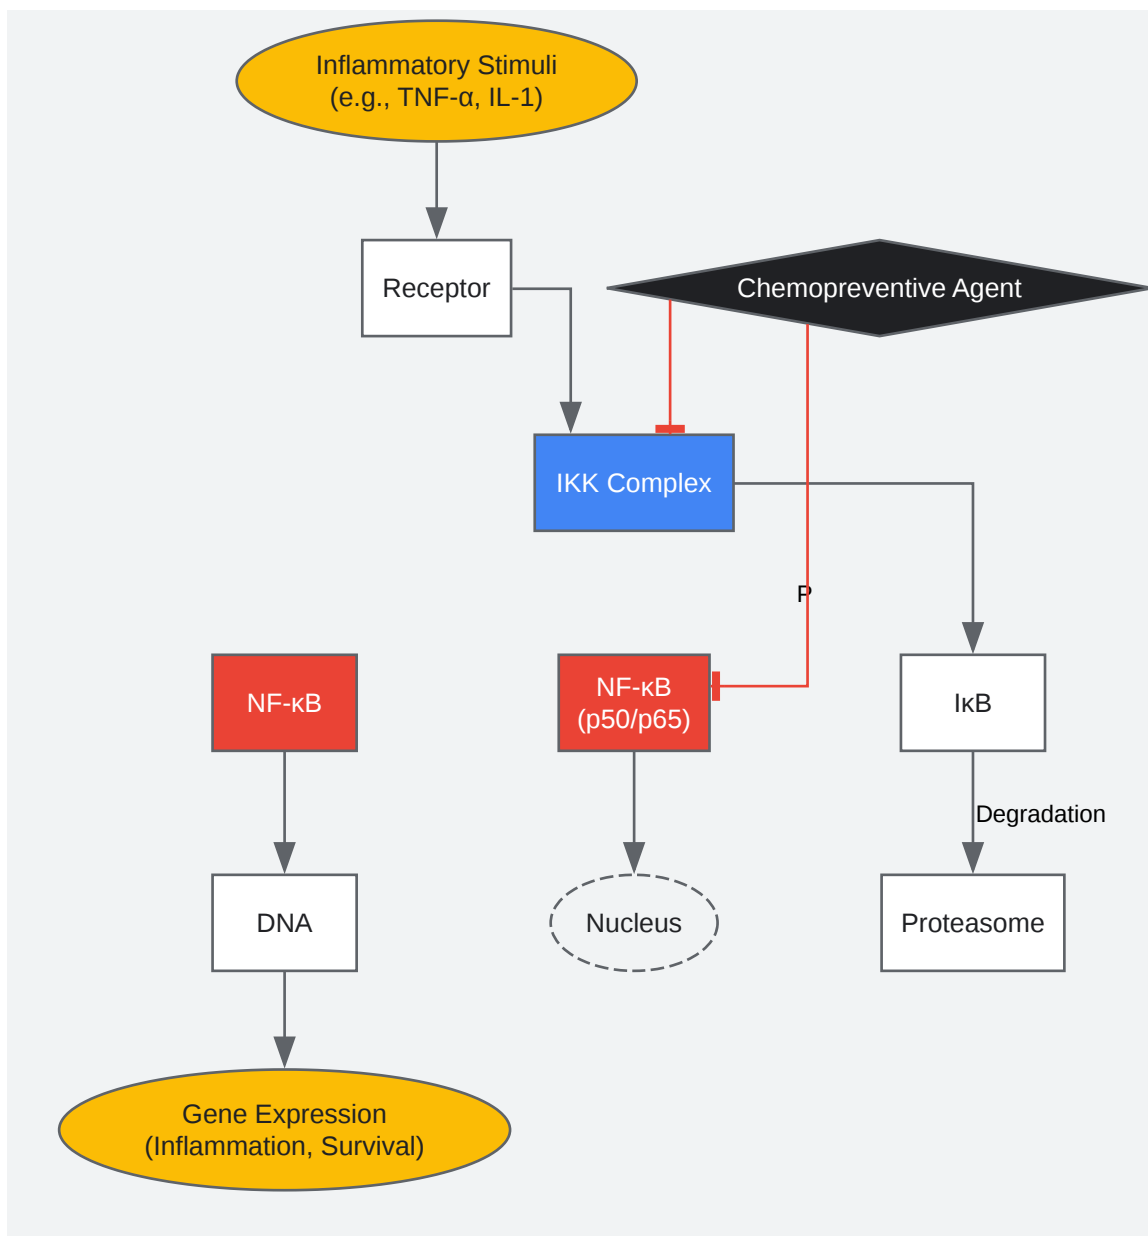 Inflammatory Stimuli
(e.g., TNF-α, IL-1)
Receptor
Chemopreventive Agent
IKK Complex
P
NF-κB
NF-κB
(p50/p65)
IκB
Degradation
DNA
Nucleus
Proteasome
Gene Expression
(Inflammation, Survival)